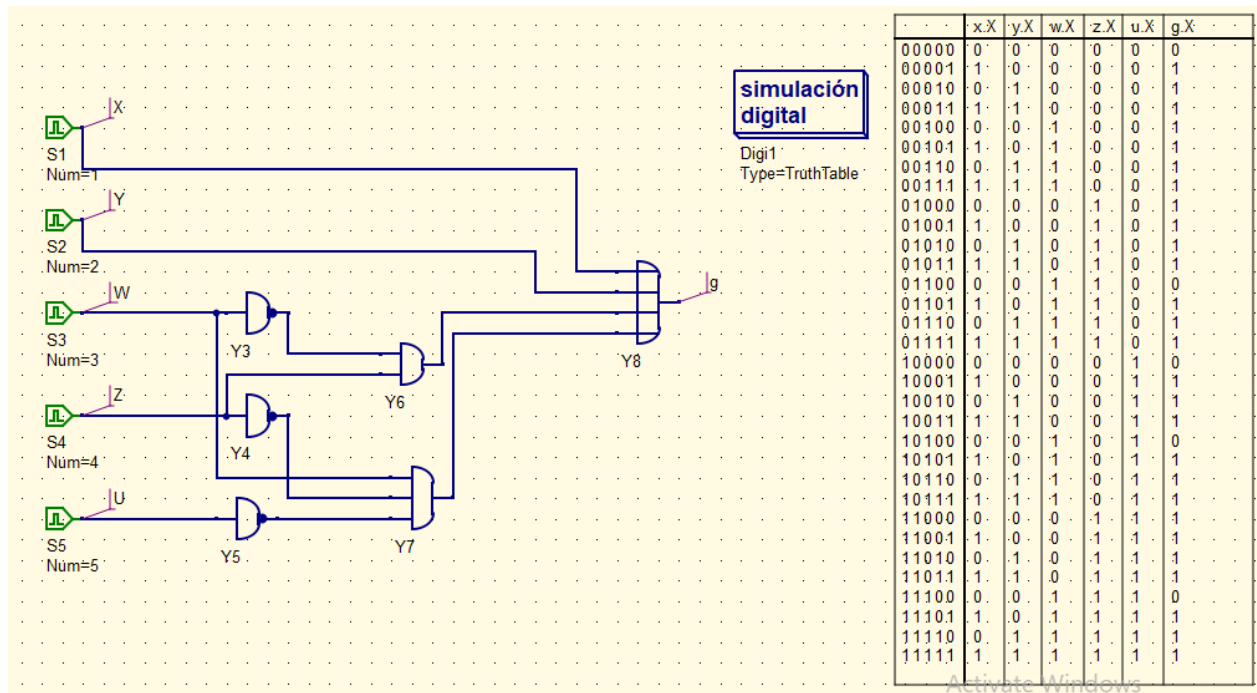 X
S1
Num=1
Y
S2
Num=2
W
S3
Num=3
Y3
Z
S4
Num=4
Y4
Y6
U
S5
Num=5
Y5
Y7
Y8
g
simulación
digital
Digi1
Type=TruthTable
x.X y.X w.X z.X u.X g.X
00000 0 0 0 0 0 0
00001 1 0 0 0 0 1
00010 0 1 0 0 0 1
00011 1 1 0 0 0 1
00100 0 0 1 0 0 1
00101 1 0 1 0 0 1
00110 0 1 1 0 0 1
00111 1 1 1 0 0 1
01000 0 0 0 1 0 1
01001 1 0 0 1 0 1
01010 0 1 0 1 0 1
01011 1 1 0 1 0 1
01100 0 0 1 1 0 0
01101 1 0 1 1 0 1
01110 0 1 1 1 0 1
01111 1 1 1 1 0 1
10000 0 0 0 0 1 0
10001 1 0 0 0 1 1
10010 0 1 0 0 1 1
10011 1 1 0 0 1 1
10100 0 0 1 0 1 0
10101 1 0 1 0 1 1
10110 0 1 1 0 1 1
10111 1 1 1 0 1 1
11000 0 0 0 1 1 1
11001 1 0 0 1 1 1
11010 0 1 0 1 1 1
11011 1 1 0 1 1 1
11100 0 0 1 1 1 0
11101 1 0 1 1 1 1
11110 0 1 1 1 1 1
11111 1 1 1 1 1 1
Activate Windows